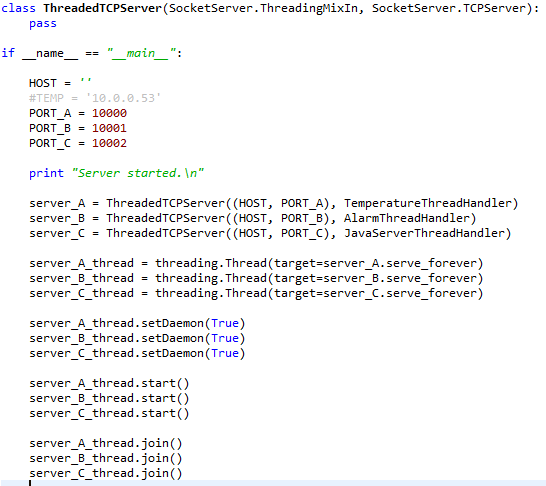 class ThreadedTCPServer(SocketServer.ThreadingMixIn, SocketServer.TCPServer):
    pass

if __name__ == "__main__":

    HOST = ''
    #TEMP = '10.0.0.53'
    PORT_A = 10000
    PORT_B = 10001
    PORT_C = 10002

    print "Server started.\n"

    server_A = ThreadedTCPServer((HOST, PORT_A), TemperatureThreadHandler)
    server_B = ThreadedTCPServer((HOST, PORT_B), AlarmThreadHandler)
    server_C = ThreadedTCPServer((HOST, PORT_C), JavaServerThreadHandler)

    server_A_thread = threading.Thread(target=server_A.serve_forever)
    server_B_thread = threading.Thread(target=server_B.serve_forever)
    server_C_thread = threading.Thread(target=server_C.serve_forever)

    server_A_thread.setDaemon(True)
    server_B_thread.setDaemon(True)
    server_C_thread.setDaemon(True)

    server_A_thread.start()
    server_B_thread.start()
    server_C_thread.start()

    server_A_thread.join()
    server_B_thread.join()
    server_C_thread.join()